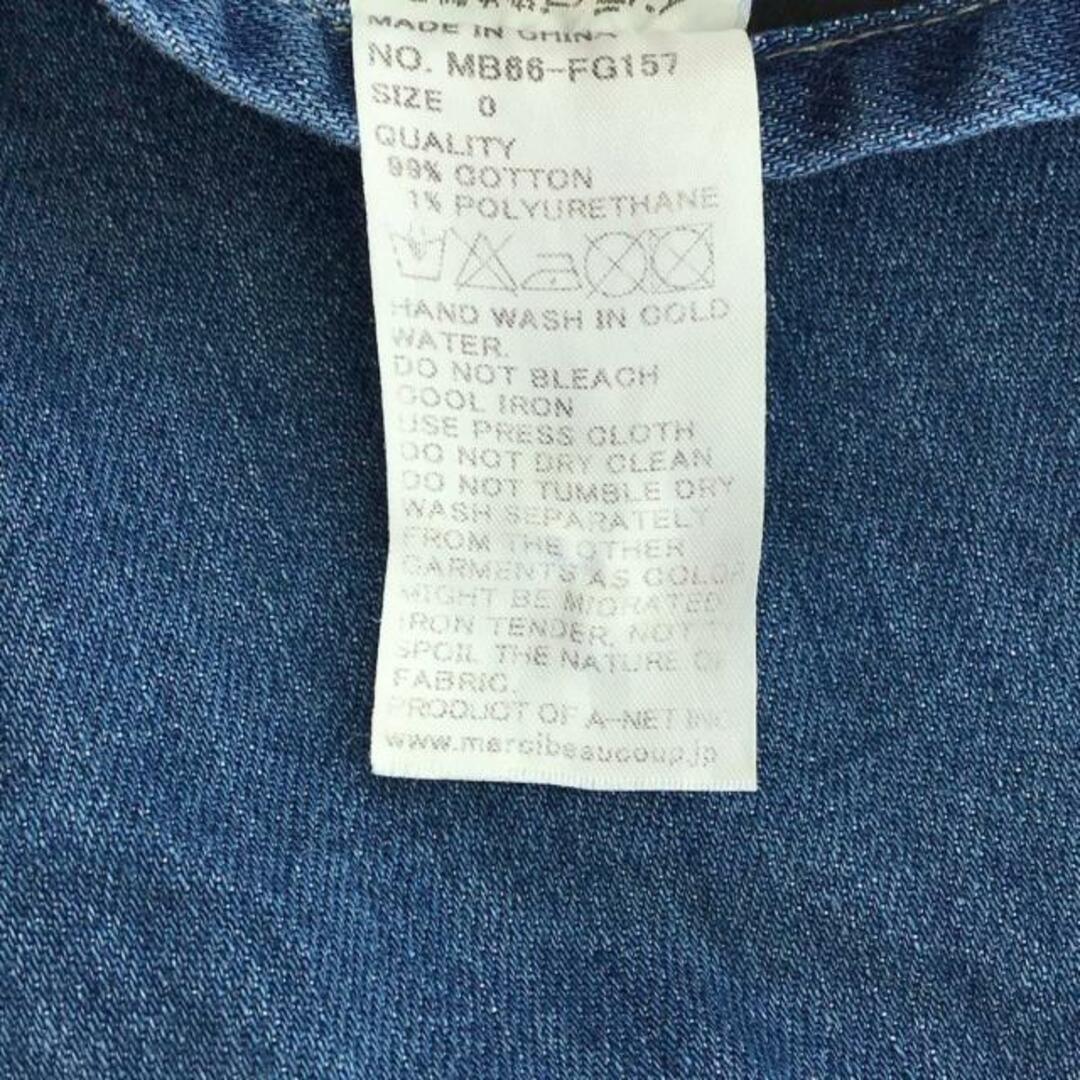 MADE IN CHINA
NO. MB66-FG157
SIZE 0
QUALITY
99% COTTON
1% POLYURETHANE
HAND WASH IN COLD
WATER.
DO NOT BLEACH
COOL IRON
USE PRESS CLOTH
DO NOT DRY CLEAN
DO NOT TUMBLE DRY
WASH SEPARATELY
FROM THE OTHER
GARMENTS AS COLOR
MIGHT BE MIGRATED
IRON TENDER, NOT TO
SPOIL THE NATURE OF
FABRIC.
PRODUCT OF A-NET INC
www.mercibeaucoup.jp